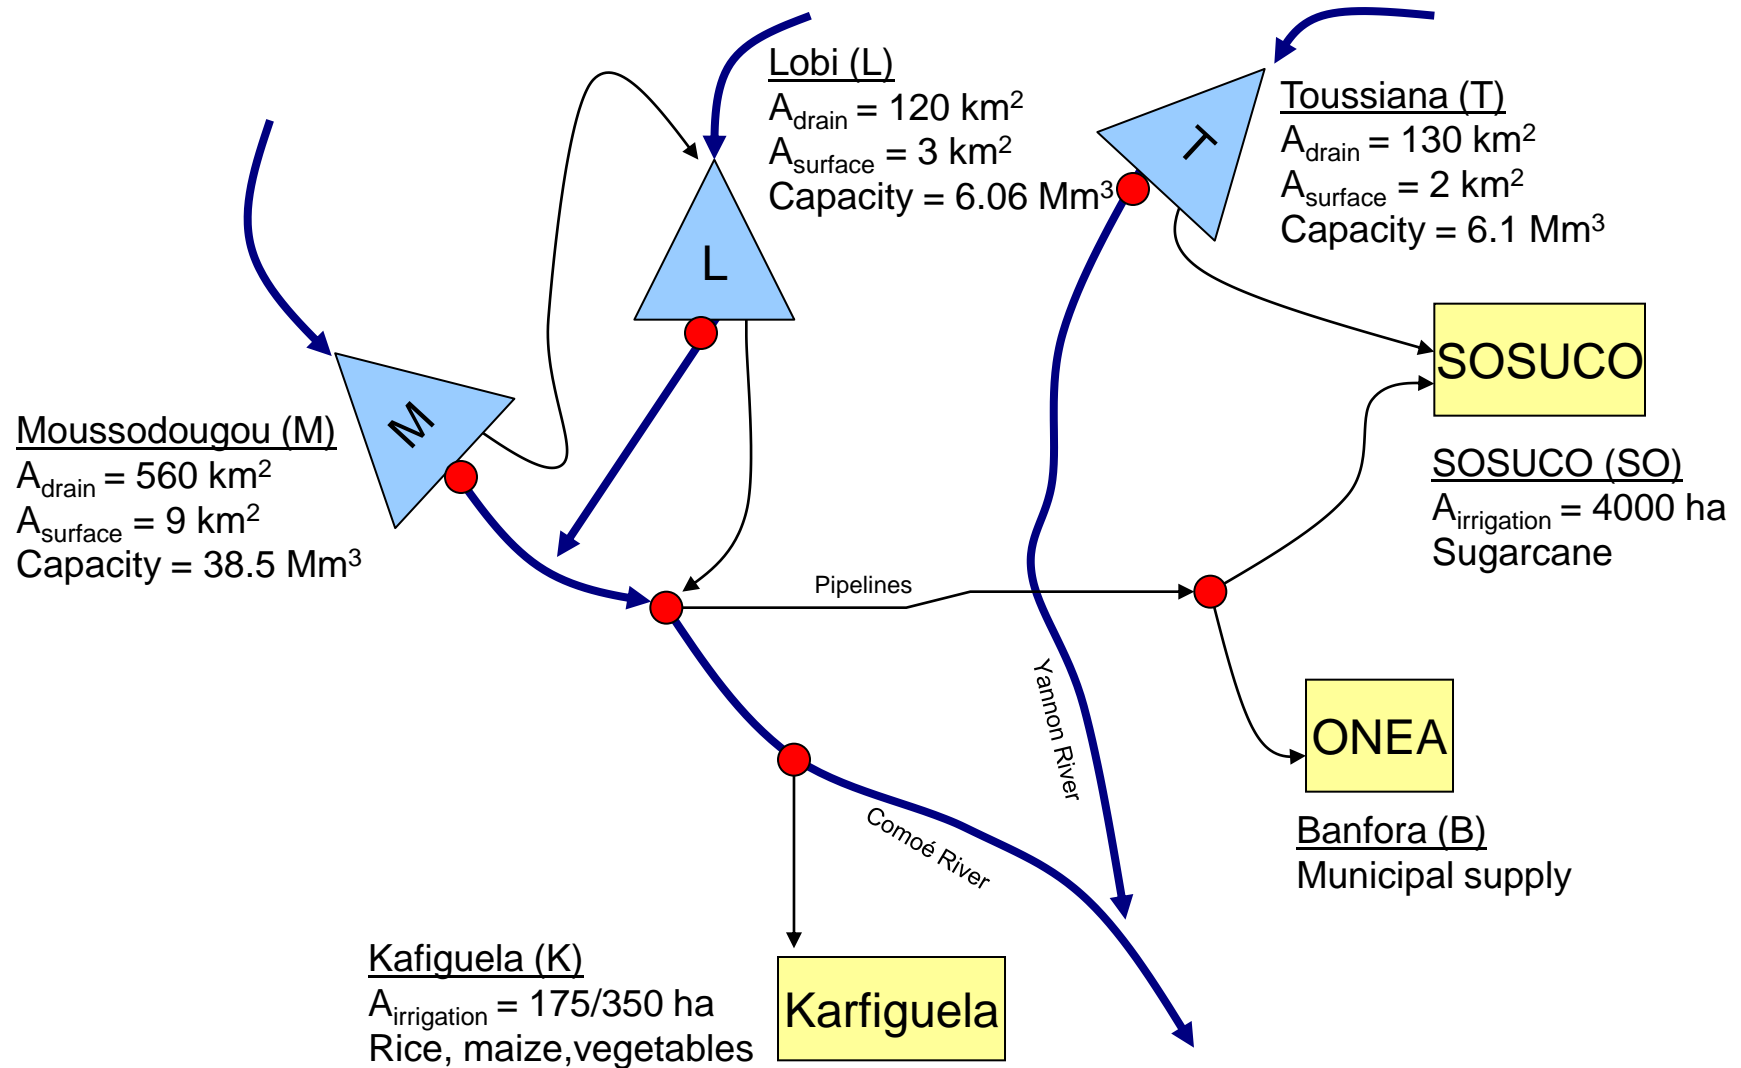 Lobi (L)
A_drain = 120 km²
A_surface = 3 km²
Capacity = 6.06 Mm³
Toussiana (T)
A_drain = 130 km²
A_surface = 2 km²
Capacity = 6.1 Mm³
T
L
SOSUCO
M
Moussodougou (M)
A_drain = 560 km²
A_surface = 9 km²
Capacity = 38.5 Mm³
SOSUCO (SO)
A_irrigation = 4000 ha
Sugarcane
Pipelines
Yannon River
ONEA
Comoé River
Banfora (B)
Municipal supply
Kafiguela (K)
A_irrigation = 175/350 ha
Rice, maize,vegetables
Karfiguela